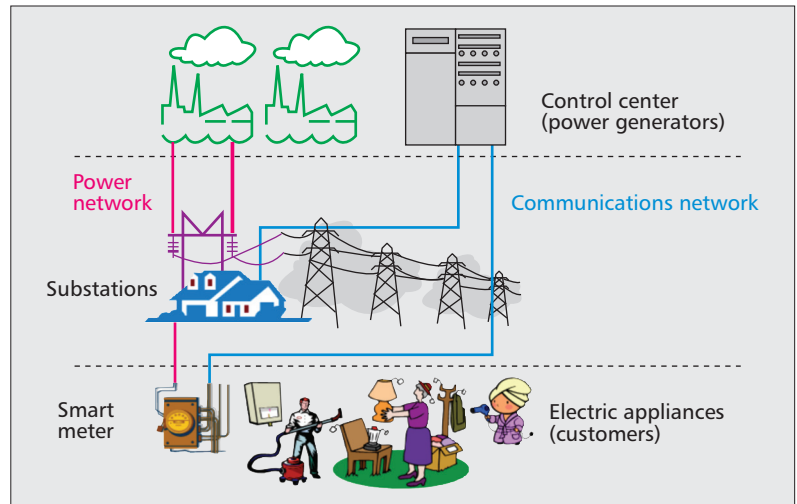 Control center
(power generators)
Power
network
Communications network
Substations
Smart
meter
Electric appliances
(customers)